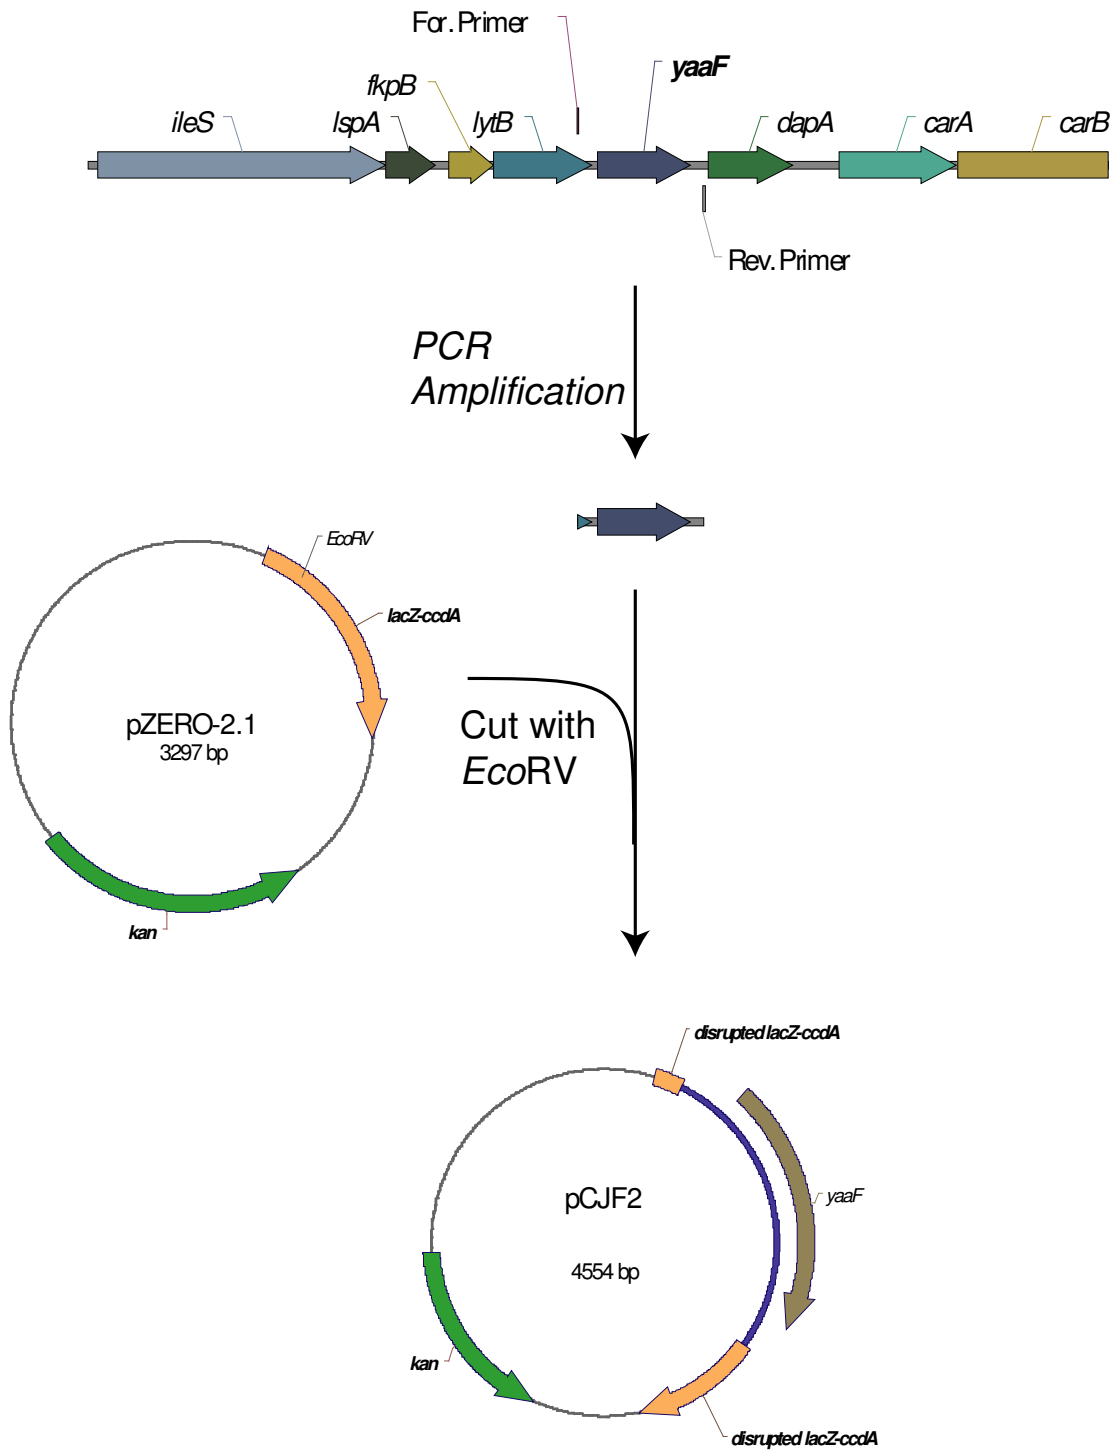 For. Primer
yaaF
fkpB
ileS
lspA
lytB
dapA
carA
carB
Rev. Primer
PCR
Amplification
EcoRV
lacZ-ccdA
pZERO-2.1
3297 bp
Cut with
EcoRV
kan
disrupted lacZ-ccdA
pCJF2
yaaF
4554 bp
kan
disrupted lacZ-ccdA